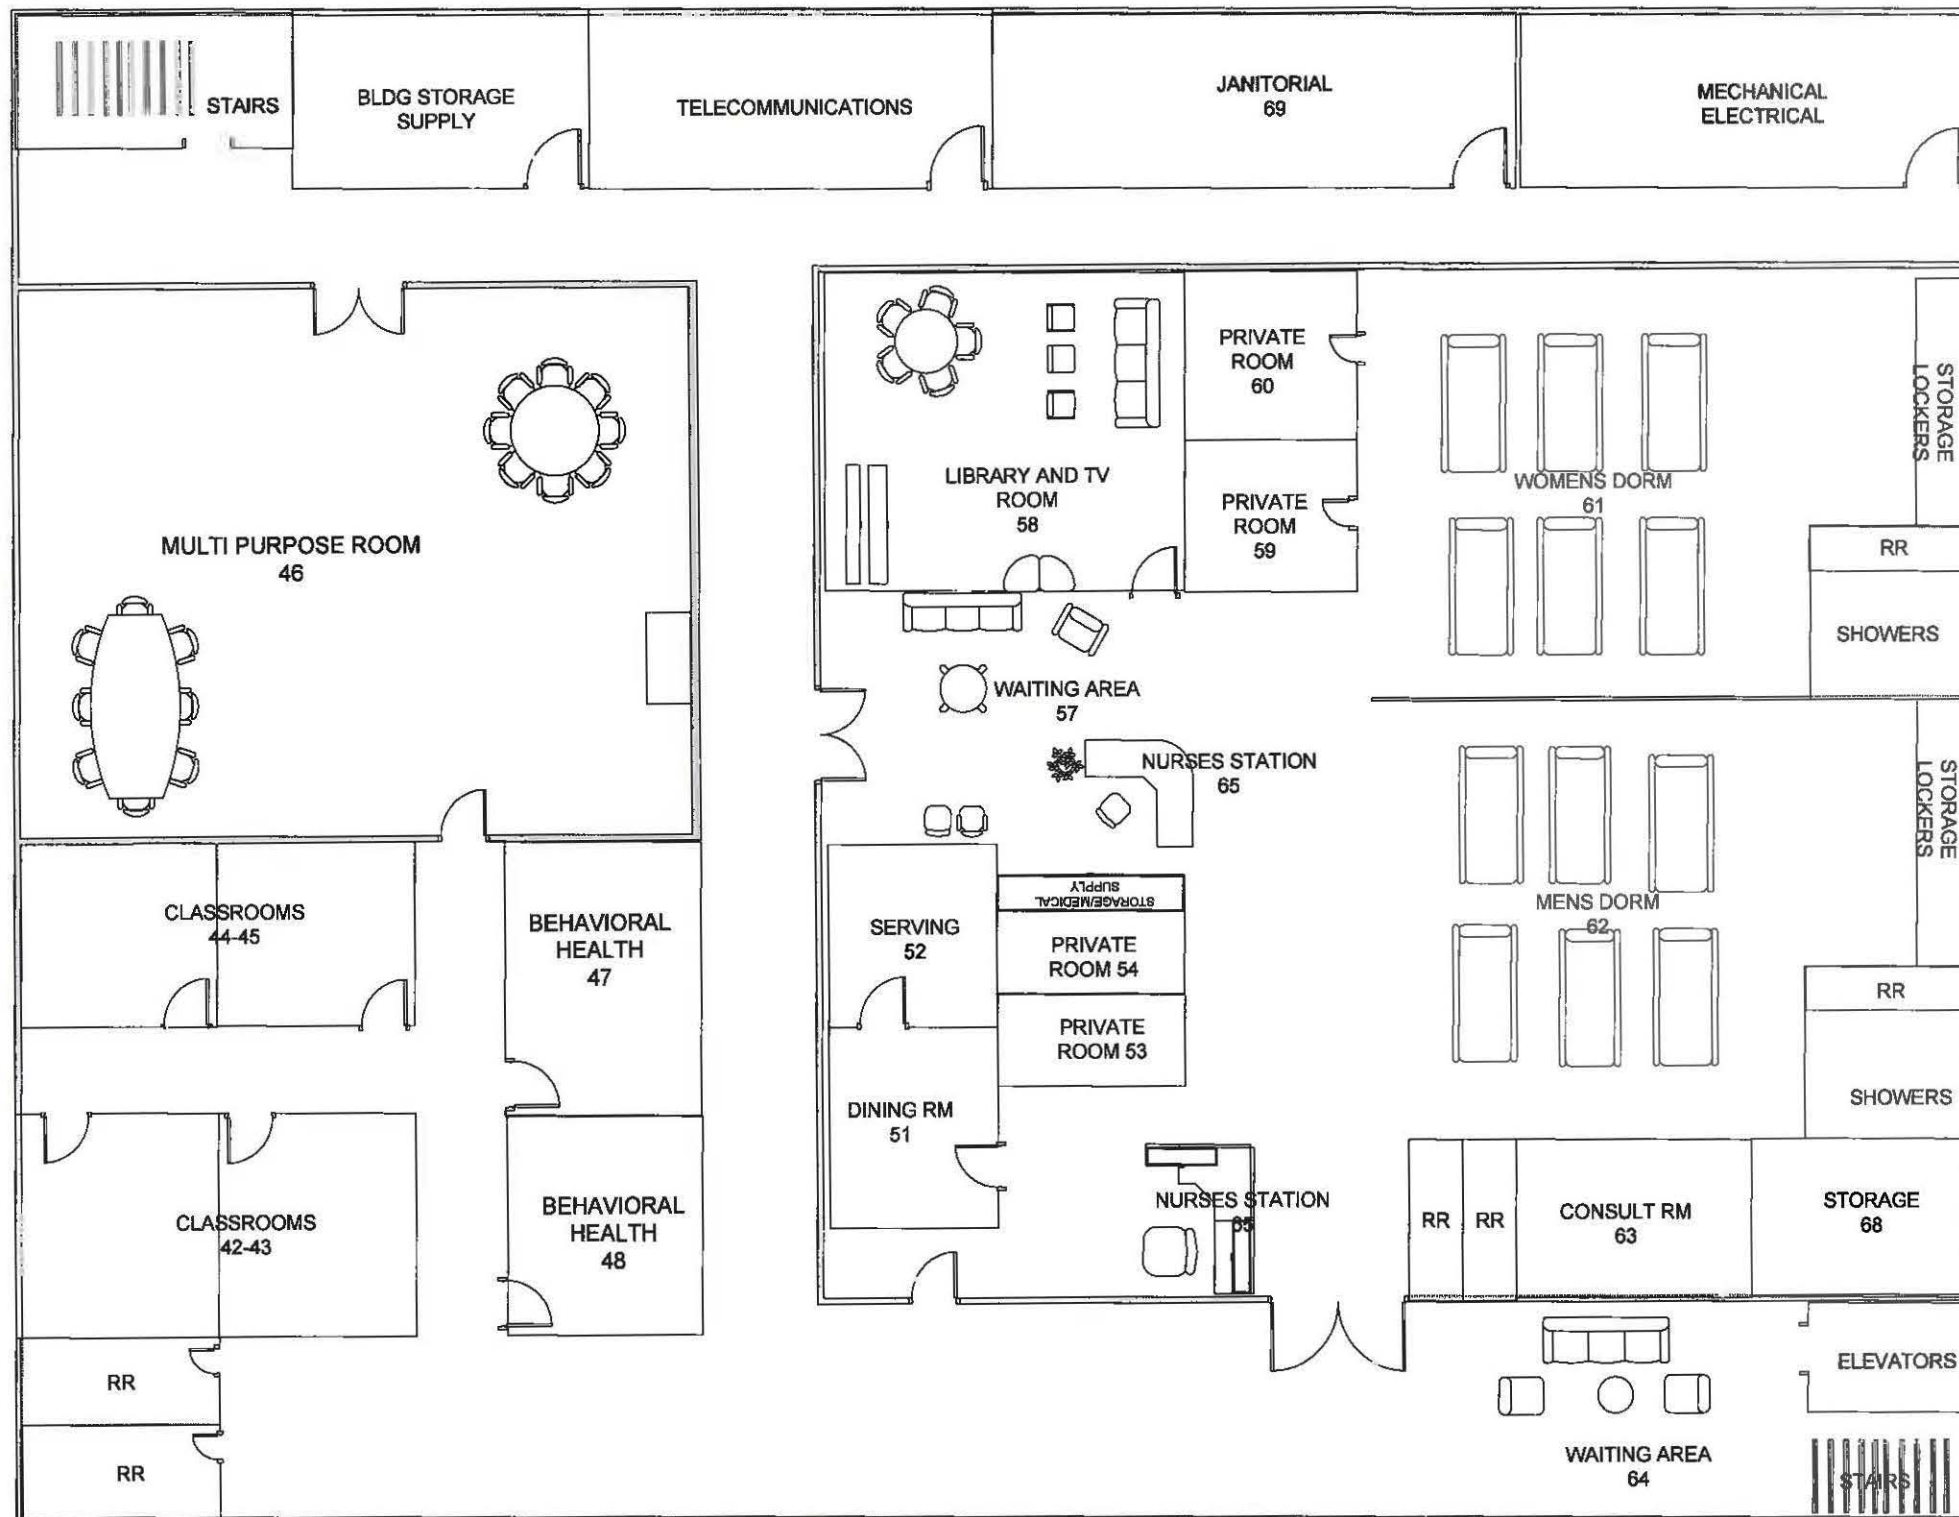 STAIRS
BLDG STORAGE
SUPPLY
TELECOMMUNICATIONS
JANITORIAL
69
MECHANICAL
ELECTRICAL
MULTI PURPOSE ROOM
46
LIBRARY AND TV
ROOM
58
PRIVATE
ROOM
60
PRIVATE
ROOM
59
WOMENS DORM
61
STORAGE
LOCKERS
RR
SHOWERS
WAITING AREA
57
NURSES STATION
65
STORAGE
LOCKERS
MENS DORM
62
RR
SHOWERS
CLASSROOMS
44-45
BEHAVIORAL
HEALTH
47
SERVING
52
STORAGE/MEDICAL
SUPPLY
PRIVATE
ROOM 54
PRIVATE
ROOM 53
DINING RM
51
CLASSROOMS
42-43
BEHAVIORAL
HEALTH
48
NURSES STATION
65
RR
RR
CONSULT RM
63
STORAGE
68
RR
RR
ELEVATORS
WAITING AREA
64
STAIRS